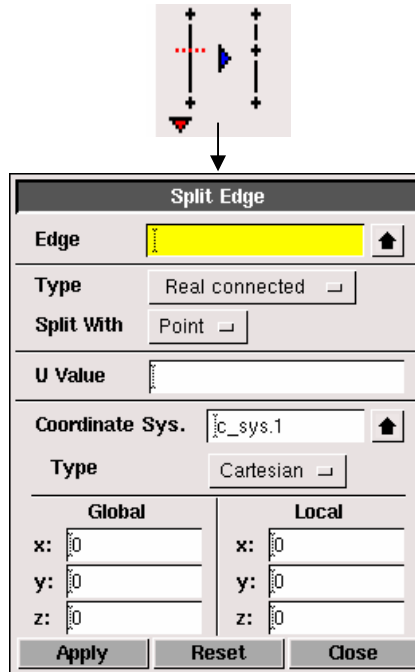 Split Edge
Edge
Type Real connected
Split With Point
U Value
Coordinate Sys. c_sys.1
Type Cartesian
Global Local
x: 0 x: 0
y: 0 y: 0
z: 0 z: 0
Apply Reset Close